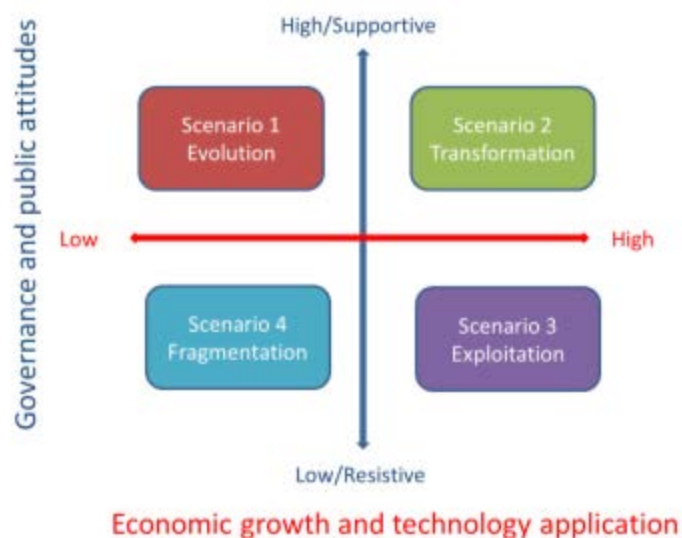 Governance and public attitudes
High/Supportive
Scenario 1
Evolution
Scenario 2
Transformation
Low
High
Scenario 4
Fragmentation
Scenario 3
Exploitation
Low/Resistive
Economic growth and technology application